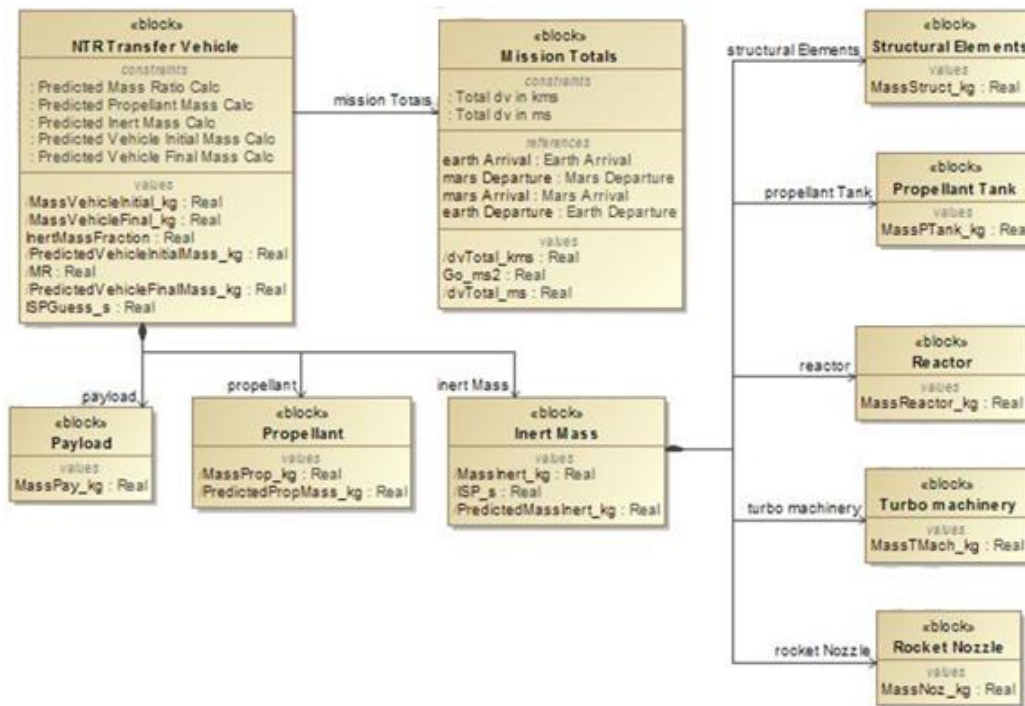 «block»
NTR Transfer Vehicle
constraints
: Predicted Mass Ratio Calc
: Predicted Propellant Mass Calc
: Predicted Inert Mass Calc
: Predicted Vehicle Initial Mass Calc
: Predicted Vehicle Final Mass Calc
values
/MassVehicleInitial_kg : Real
/MassVehicleFinal_kg : Real
InertMassFraction : Real
/PredictedVehicleInitialMass_kg : Real
/MR : Real
/PredictedVehicleFinalMass_kg : Real
ISPGuess_s : Real
mission Totals
«block»
Mission Totals
constraints
: Total dv in kms
: Total dv in ms
references
earth Arrival : Earth Arrival
mars Departure : Mars Departure
mars Arrival : Mars Arrival
earth Departure : Earth Departure
values
/dvTotal_kms : Real
Go_ms2 : Real
/dvTotal_ms : Real
payload
«block»
Payload
values
MassPay_kg : Real
propellant
«block»
Propellant
values
/MassProp_kg : Real
/PredictedPropMass_kg : Real
inert Mass
«block»
Inert Mass
values
/MassInert_kg : Real
/ISP_s : Real
/PredictedMassInert_kg : Real
structural Elements
«block»
Structural Elements
values
MassStruct_kg : Real
propellant Tank
«block»
Propellant Tank
values
MassPTank_kg : Real
reactor
«block»
Reactor
values
MassReactor_kg : Real
turbo machinery
«block»
Turbo machinery
values
MassTMach_kg : Real
rocket Nozzle
«block»
Rocket Nozzle
values
MassNoz_kg : Real